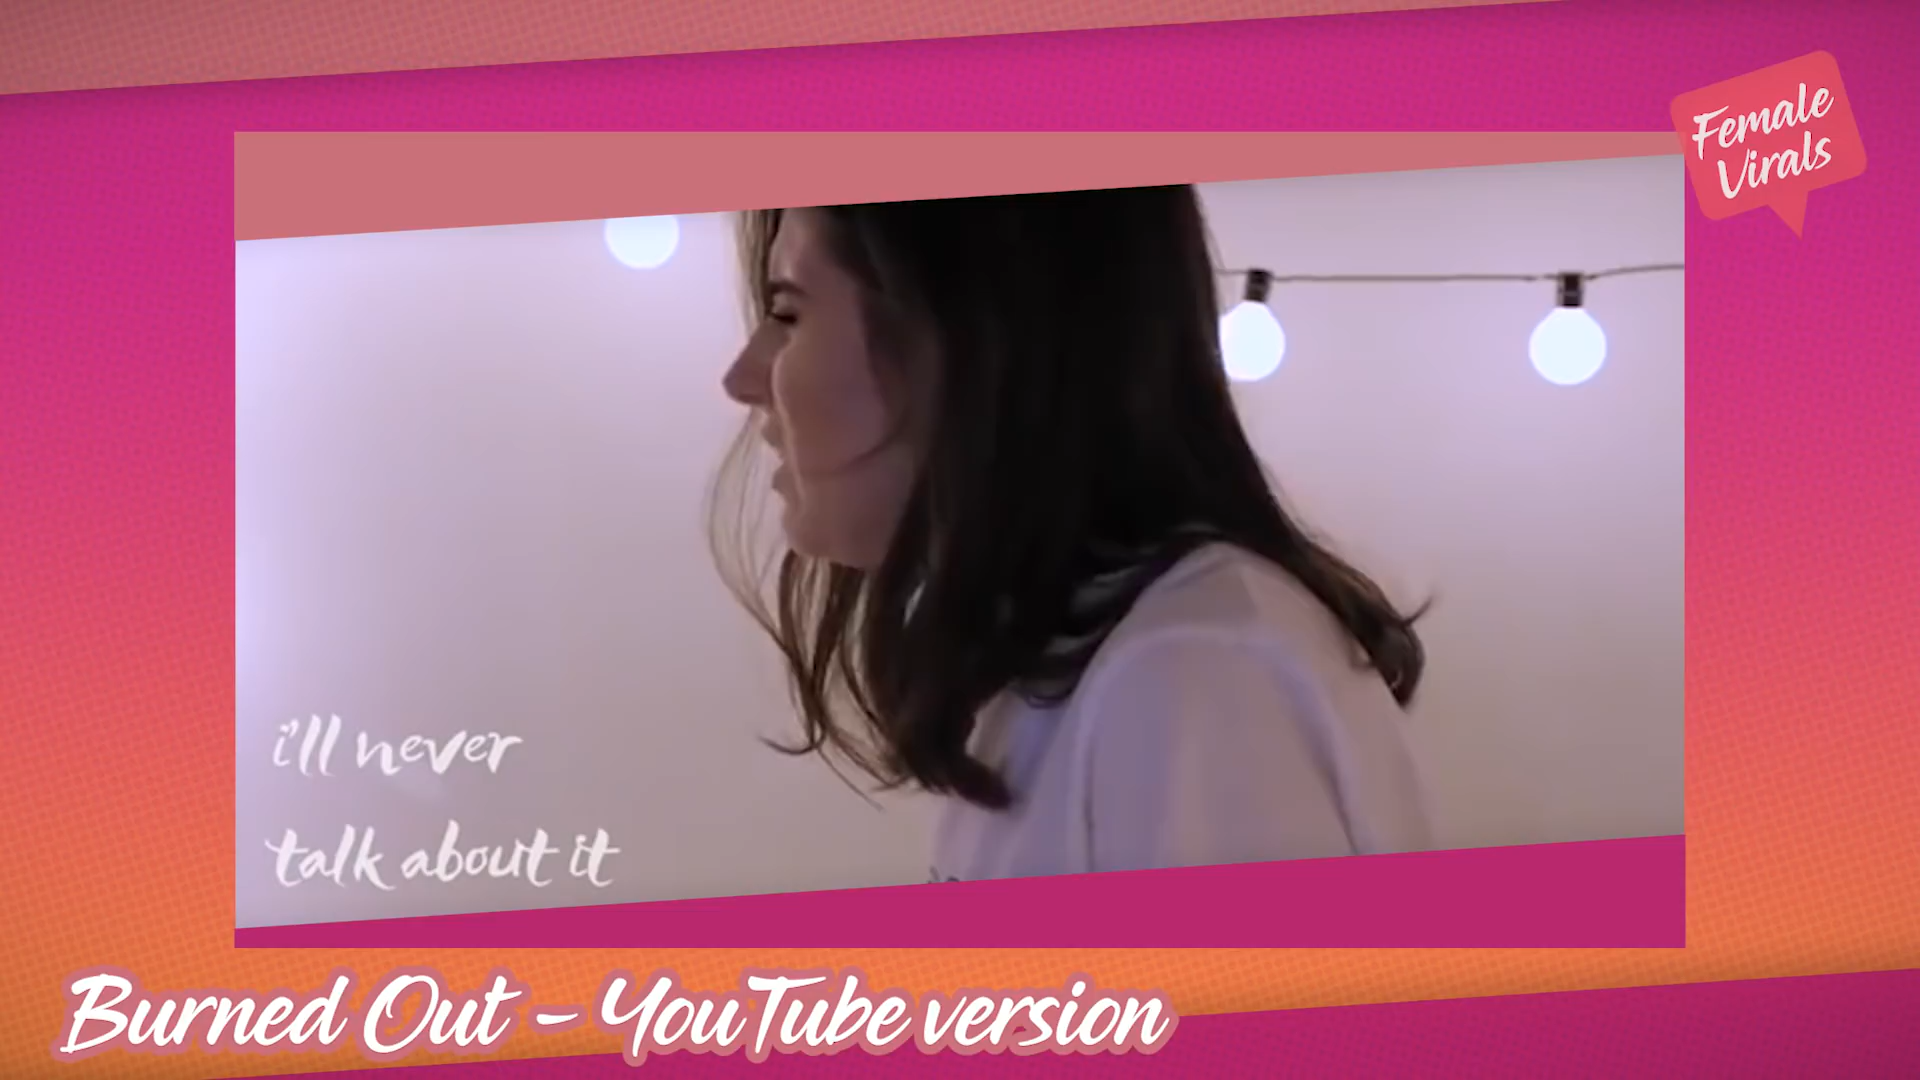 Female
Virals
i'll never
talk about it
Burned Out - YouTube version